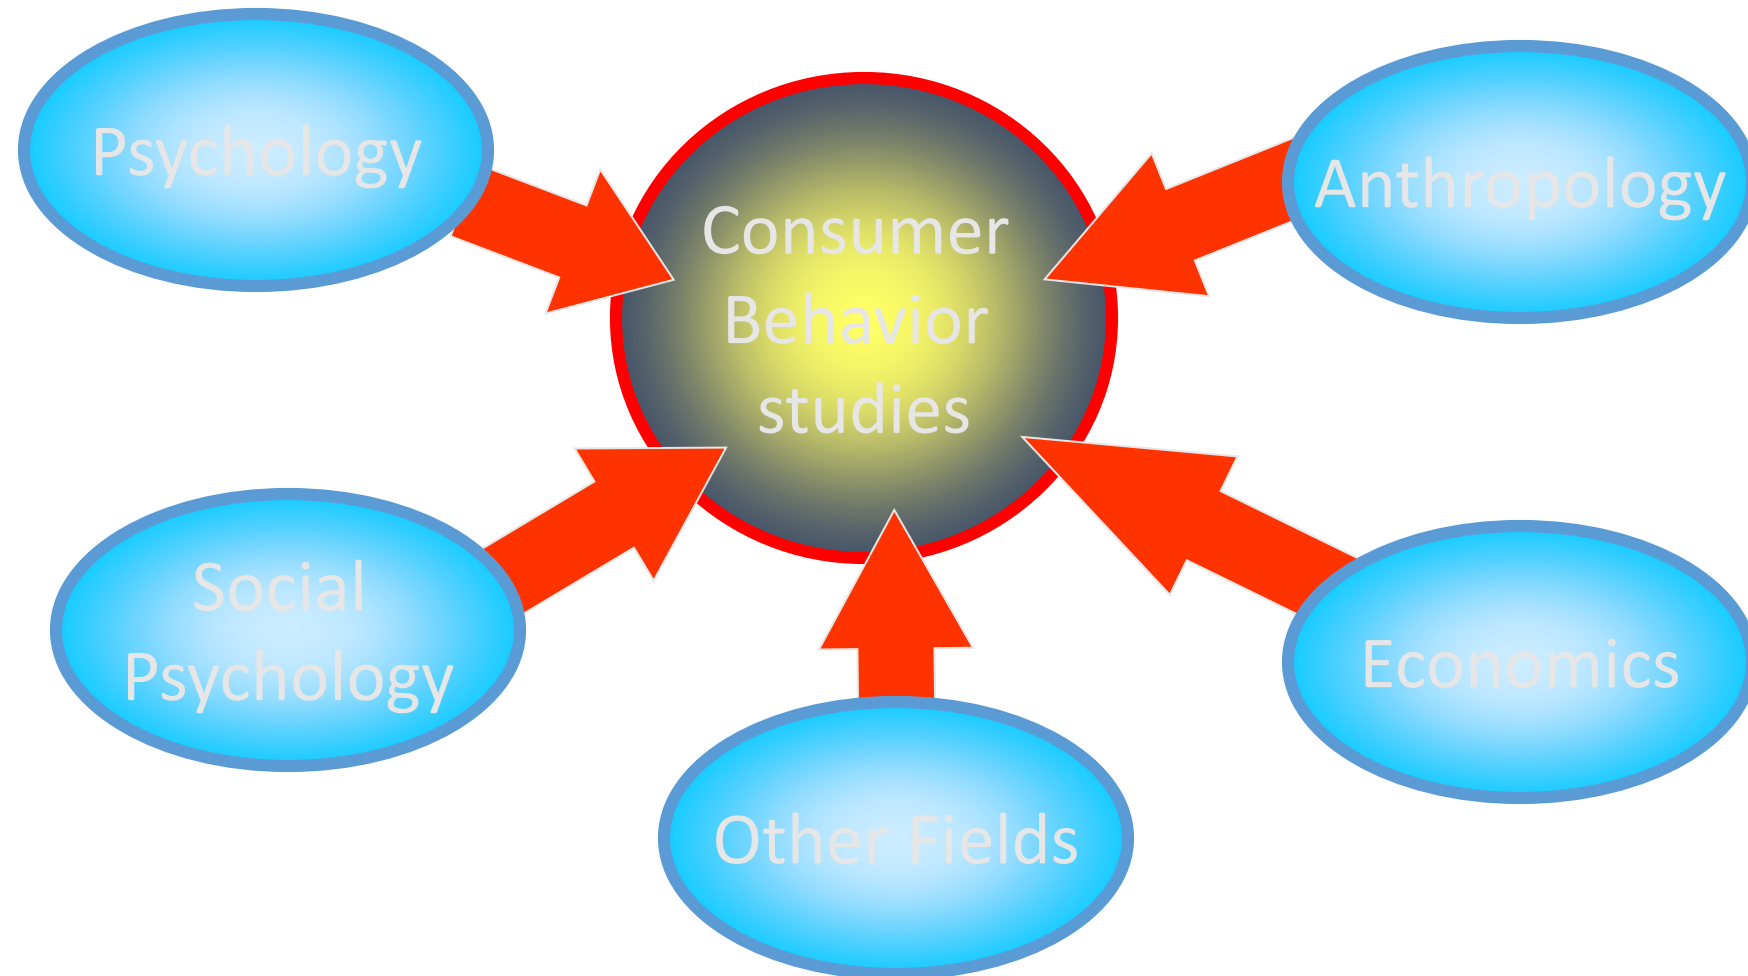 Psychology
Consumer
Behavior
studies
Anthropology
Social
Psychology
Economics
Other Fields